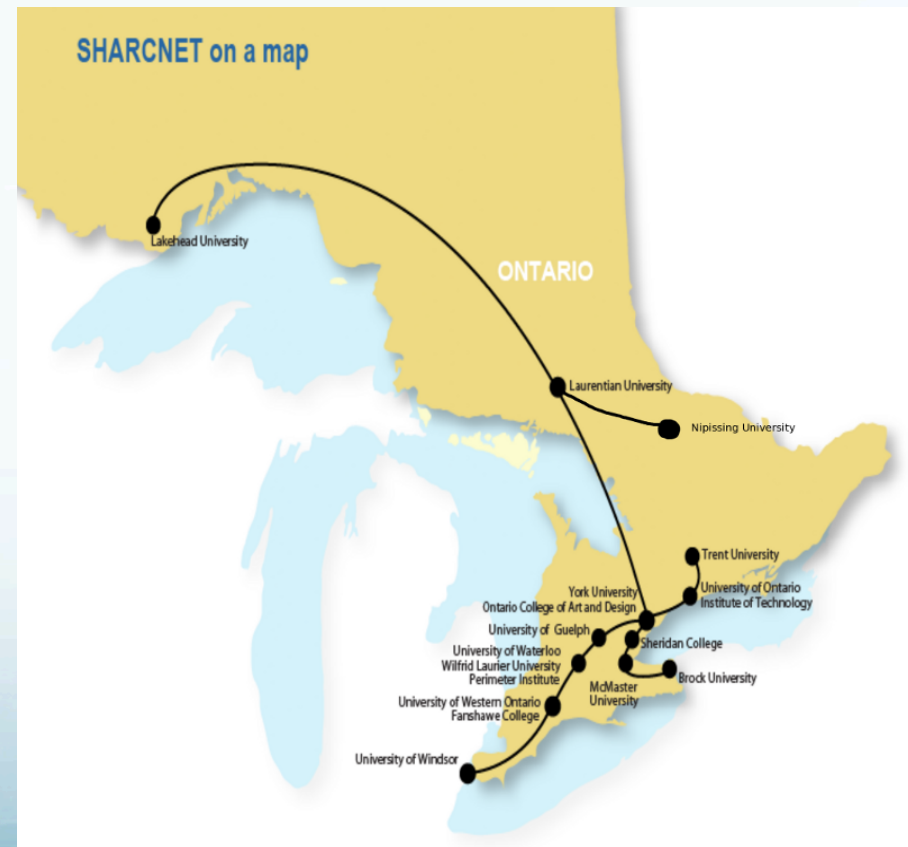 SHARCNET on a map
Lakehead University
ONTARIO
Laurentian University
Nipissing University
Trent University
University of Ontario
Institute of Technology
York University
Ontario College of Art and Design
University of Guelph
Sheridan College
University of Waterloo
Wilfrid Laurier University
Perimeter Institute
Brock University
McMaster
University
University of Western Ontario
Fanshawe College
University of Windsor